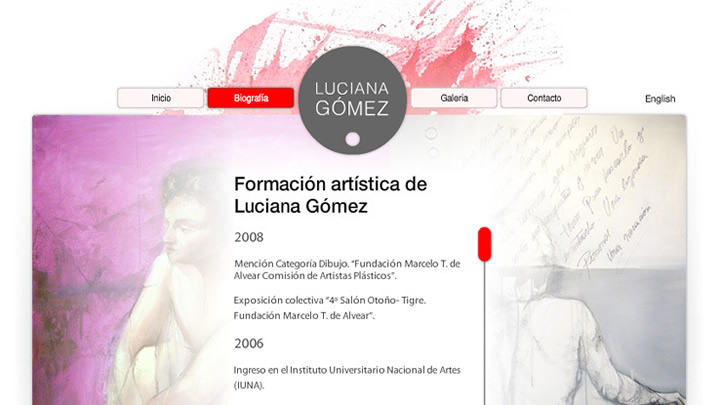 LUCIANA
GÓMEZ
Inicio
Biografía
Galería
Contacto
English
Formación artística de
Luciana Gómez
2008
Mención Categoría Dibujo. “Fundación Marcelo T. de
Alvear Comisión de Artistas Plásticos”.
Exposición colectiva “4º Salón Otoño- Tigre.
Fundación Marcelo T. de Alvear”.
2006
Ingreso en el Instituto Universitario Nacional de Artes
(IUNA).